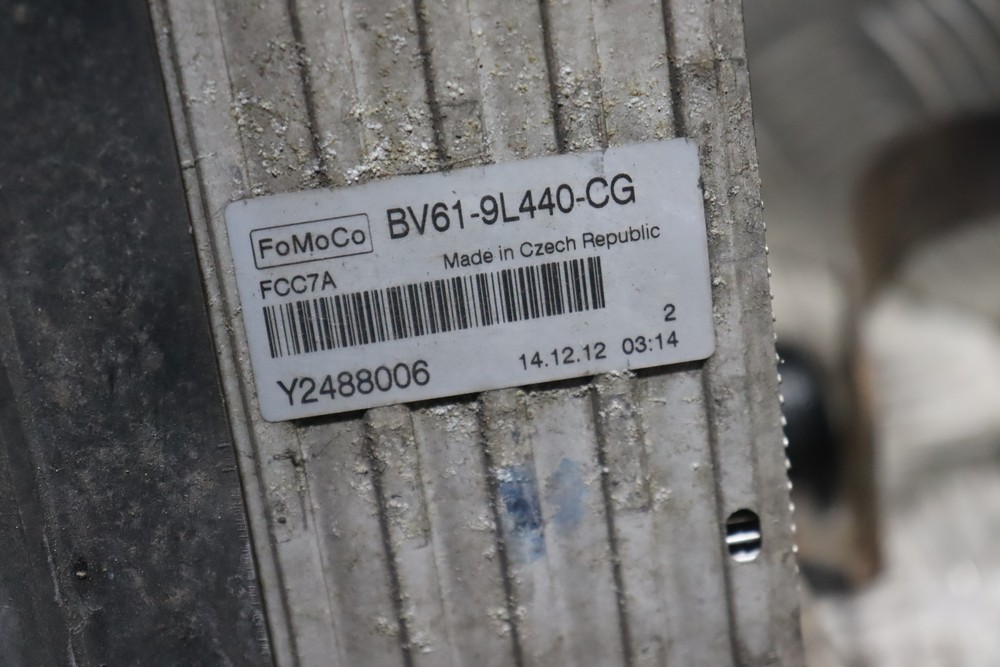 FoMoCo BV61-9L440-CG
Made in Czech Republic
FCC7A
2
Y2488006 14.12.12 03:14